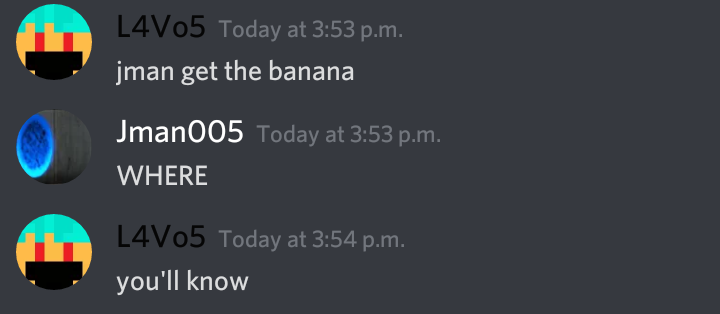 L4Vo5 Today at 3:53 p.m.
jman get the banana
Jman005 Today at 3:53 p.m.
WHERE
L4Vo5 Today at 3:54 p.m.
you'll know